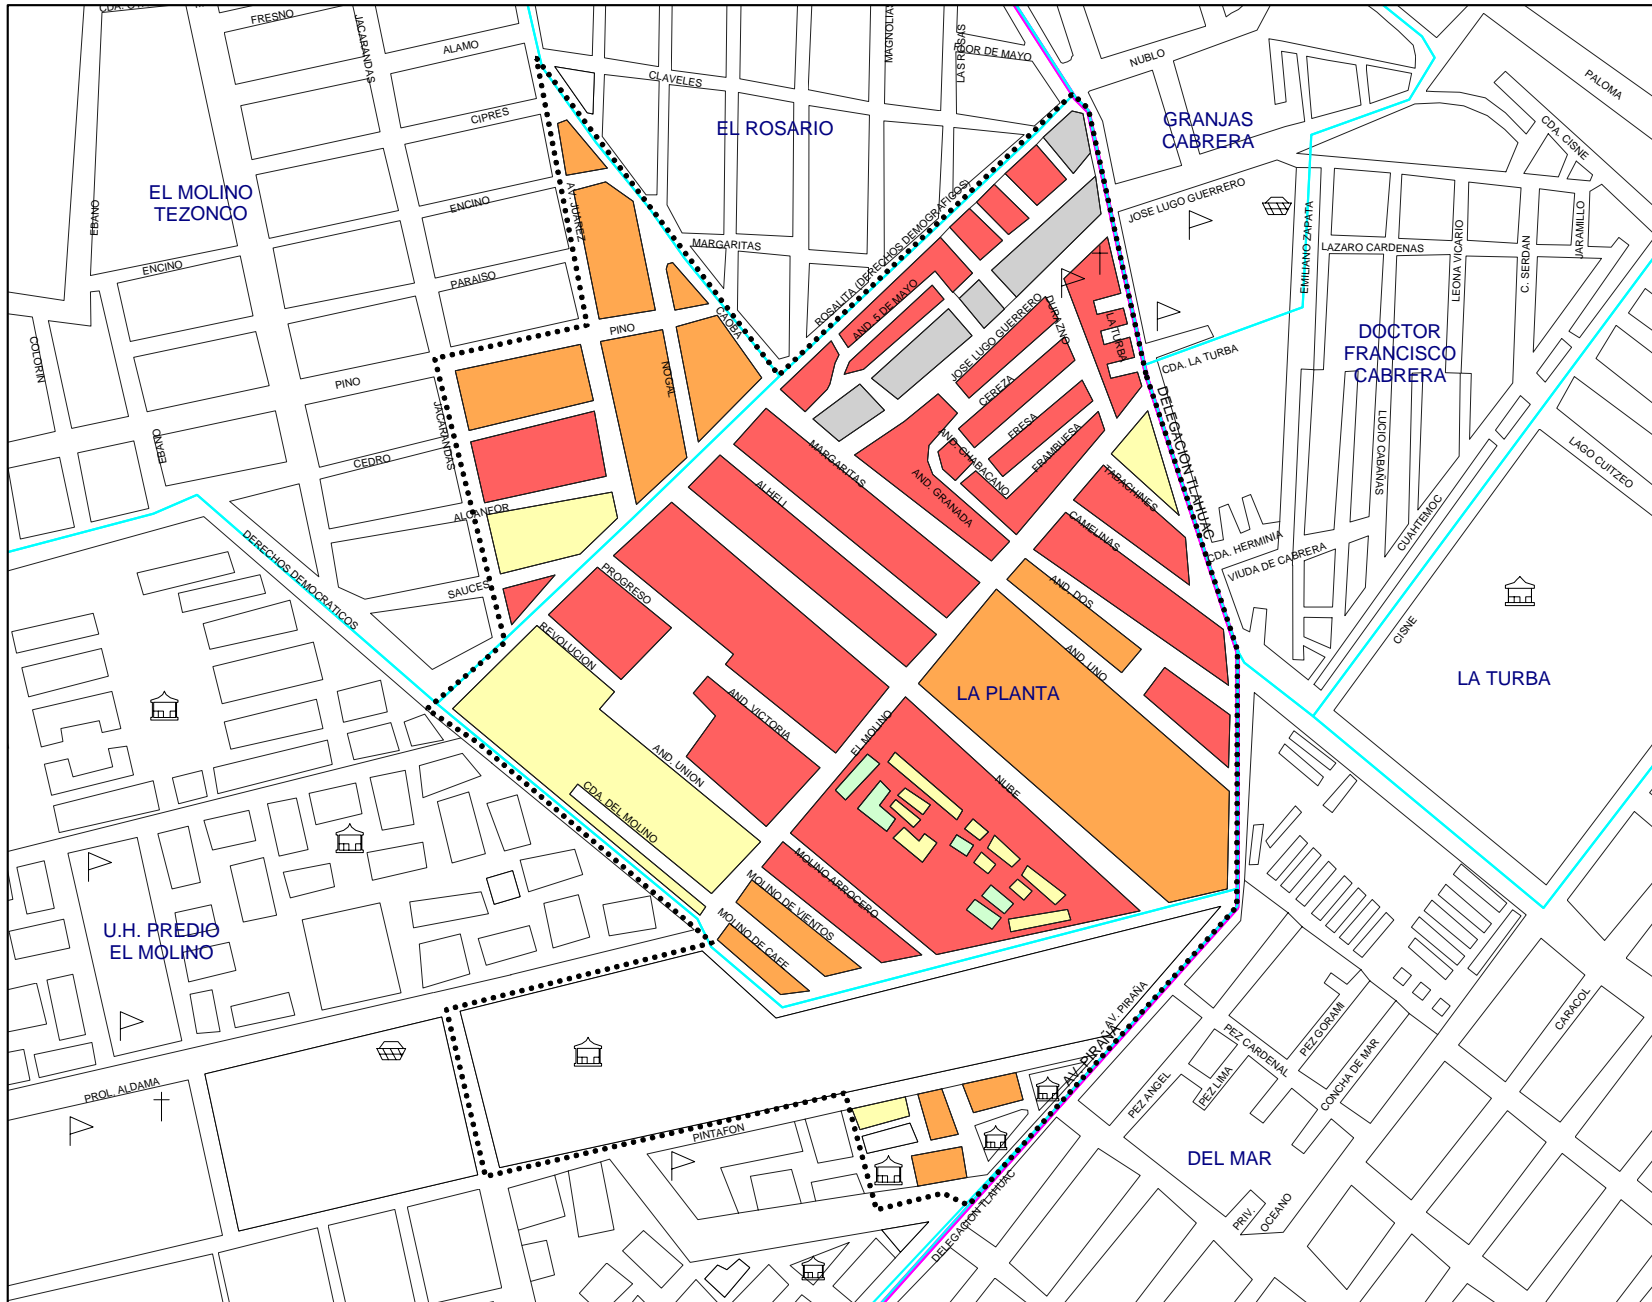 FRESNO
JACARANDAS
ALAMO
CLAVELES
MAGNOLIAS
LAS ROSAS
FLOR DE MAYO
NUBLO
PALOMA
CIPRES
EL ROSARIO
GRANJAS
CABRERA
CDA. CISNE
EL MOLINO
TEZONCO
EBANO
ENCINO
AV. JUAREZ
ROSALITA (DERECHOS DEMOGRAFICOS)
JOSE LUGO GUERRERO
EMILIANO ZAPATA
LAZARO CARDENAS
LEONA VICARIO
C. SERDAN
JARAMILLO
MARGARITAS
ENCINO
PARAISO
PINO
CAOBA
AND. 5 DE MAYO
JOSE LUGO GUERRERO
DURAZNO
LA TURBA
CDA. LA TURBA
DOCTOR
FRANCISCO
CABRERA
COLORIN
PINO
NOGAL
CEREZA
FRESA
FRAMBUESA
DELEGACION TLAHUAC
LUCIO CABAÑAS
LAGO CUITZEO
EBANO
CEDRO
JACARANDAS
MARGARITAS
AND. CHABACANO
AND. GRANADA
TABACHINES
ALHELI
CAMELINAS
ALCANFOR
CUAHTEMOC
CDA. HERMINIA
VIUDA DE CABRERA
DERECHOS DEMOCRATICOS
SAUCES
PROGRESO
AND. DOS
REVOLUCION
CISNE
AND. UNO
LA PLANTA
LA TURBA
AND. VICTORIA
EL MOLINO
AND. UNION
NUBE
CDA. DEL MOLINO
MOLINO ARROCERO
MOLINO DE VIENTOS
MOLINO DE CAFE
U.H. PREDIO
EL MOLINO
AV. PIRAÑA
AV. PIRAÑA
PEZ CARDENAL
PEZ GORAMI
CARACOL
CONCHA DE MAR
PEZ LIMA
PEZ ANGEL
PROL. ALDAMA
PINTAFON
DEL MAR
DELEGACION TLAHUAC
PRIV.
OCEANO